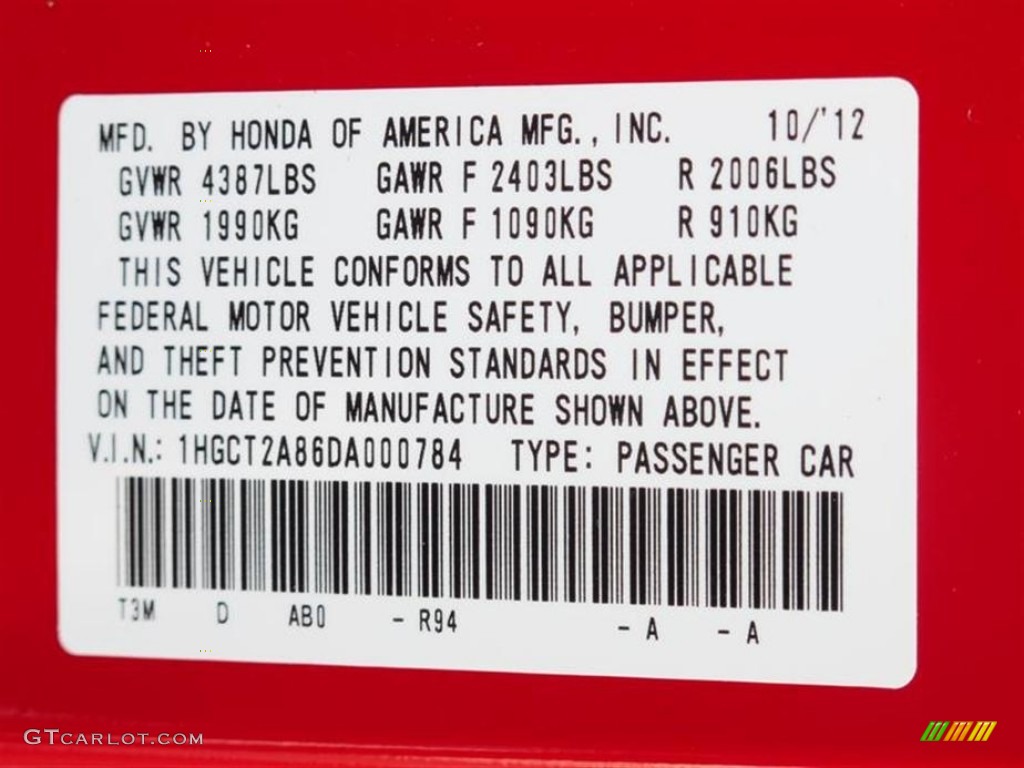 MFD. BY HONDA OF AMERICA MFG., INC. 10/'12
GVWR 4387LBS GAWR F 2403LBS R 2006LBS
GVWR 1990KG GAWR F 1090KG R 910KG
THIS VEHICLE CONFORMS TO ALL APPLICABLE
FEDERAL MOTOR VEHICLE SAFETY, BUMPER,
AND THEFT PREVENTION STANDARDS IN EFFECT
ON THE DATE OF MANUFACTURE SHOWN ABOVE.
V.I.N.: 1HGCT2A86DA000784 TYPE: PASSENGER CAR
T3M D AB0 - R94 - A - A
GTCARLOT.COM